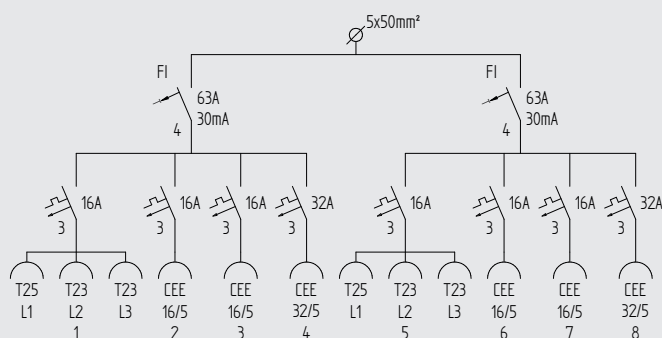 5x50mm²
FI FI
63A 63A
30mA 30mA
4 4
16A 16A 16A 32A 16A 16A 16A 32A
3 3 3 3 3 3 3 3
T25 T23 T23 CEE CEE CEE T25 T23 T23 CEE CEE CEE
L1 L2 L3 16/5 16/5 32/5 L1 L2 L3 16/5 16/5 32/5
1 2 3 4 5 6 7 8